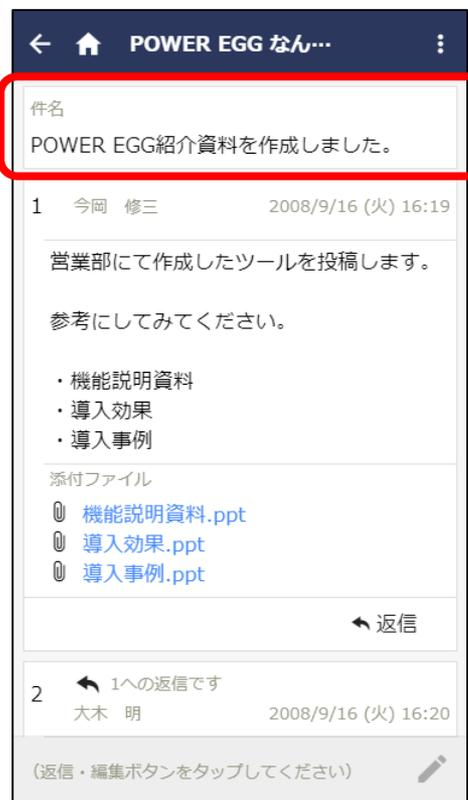 POWER EGG なん…
件名
POWER EGG紹介資料を作成しました。
1 今岡 修三 2008/9/16 (火) 16:19
営業部にて作成したツールを投稿します。
参考にしてみてください。
・機能説明資料
・導入効果
・導入事例
添付ファイル
機能説明資料.ppt
導入効果.ppt
導入事例.ppt
返信
2 1への返信です
大木 明 2008/9/16 (火) 16:20
（返信・編集ボタンをタップしてください）